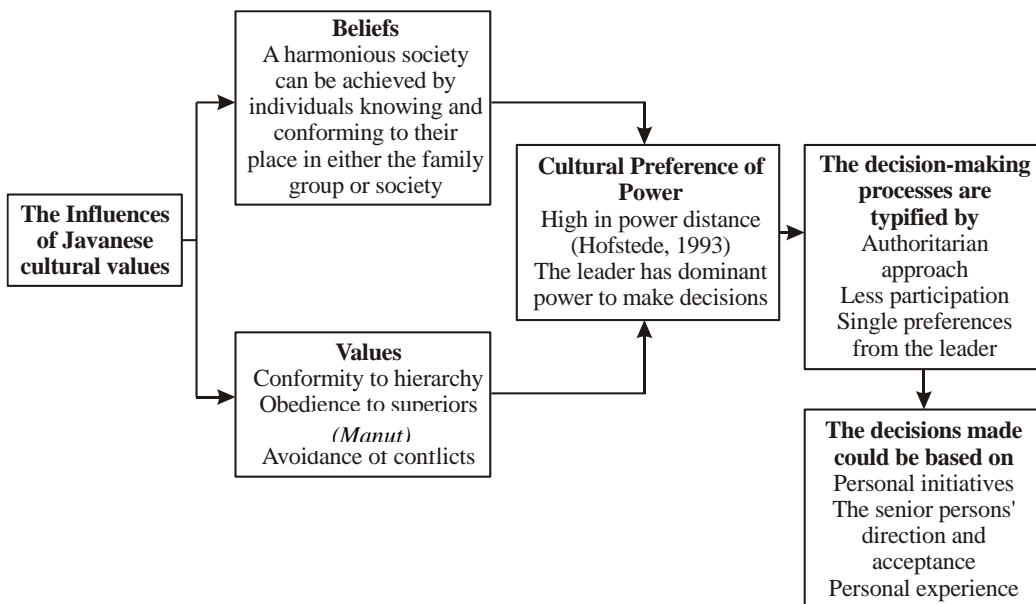 The Influences
of Javanese
cultural values
Beliefs
A harmonious society
can be achieved by
individuals knowing and
conforming to their
place in either the family
group or society
Values
Conformity to hierarchy
Obedience to superiors
(Manut)
Avoidance of conflicts
Cultural Preference of
Power
High in power distance
(Hofstede, 1993)
The leader has dominant
power to make decisions
The decision-making
processes are
typified by
Authoritarian
approach
Less participation
Single preferences
from the leader
The decisions made
could be based on
Personal initiatives
The senior persons'
direction and
acceptance
Personal experience